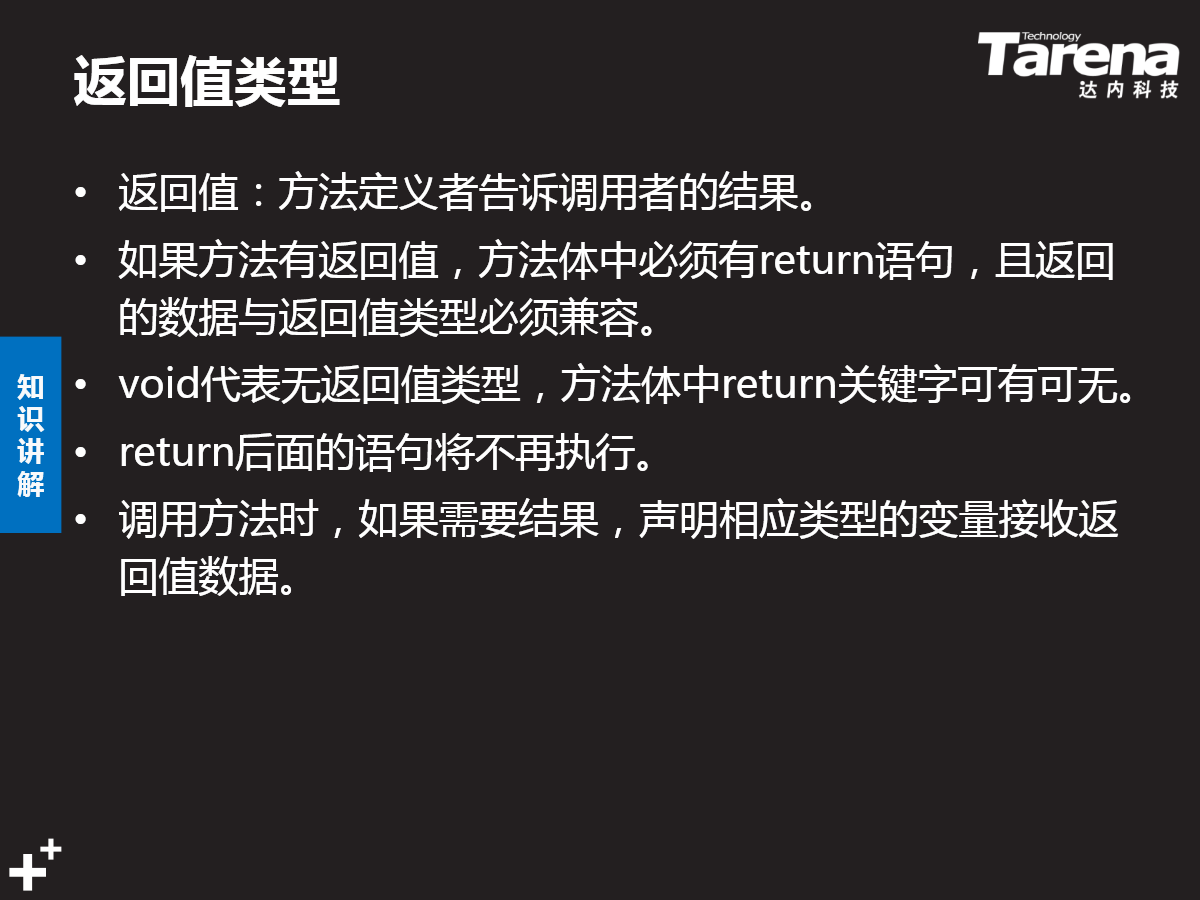 返回值类型
Technology
Tarena
达内科技
• 返回值：方法定义者告诉调用者的结果。
• 如果方法有返回值，方法体中必须有return语句，且返回
的数据与返回值类型必须兼容。
• void代表无返回值类型，方法体中return关键字可有可无。
• return后面的语句将不再执行。
• 调用方法时，如果需要结果，声明相应类型的变量接收返
回值数据。
知
识
讲
解